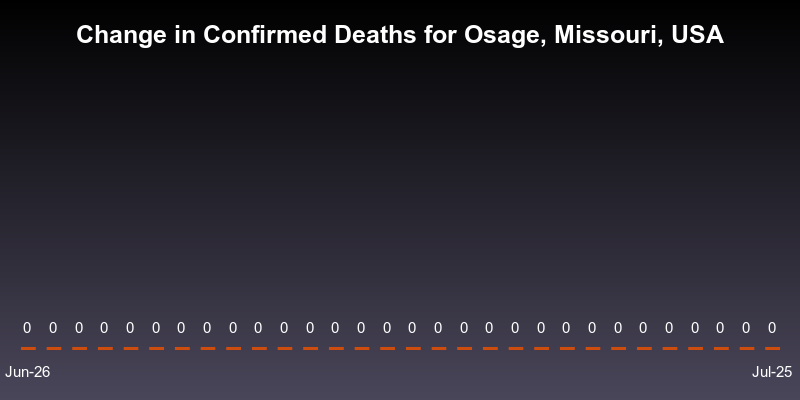 Change in Confirmed Deaths for Osage, Missouri, USA
0 0 0 0 0 0 0 0 0 0 0 0 0 0 0 0 0 0 0 0 0 0 0 0 0 0 0 0 0 0
Jun-26 Jul-25